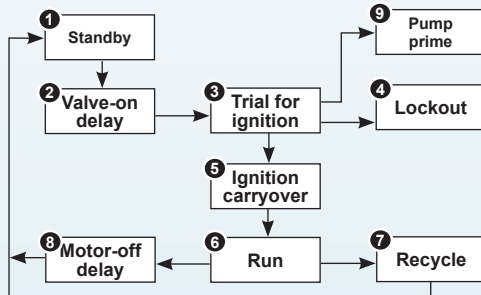 1
Standby
9
Pump
prime
2
Valve-on
delay
3
Trial for
ignition
4
Lockout
5
Ignition
carryover
8
Motor-off
delay
6
Run
7
Recycle